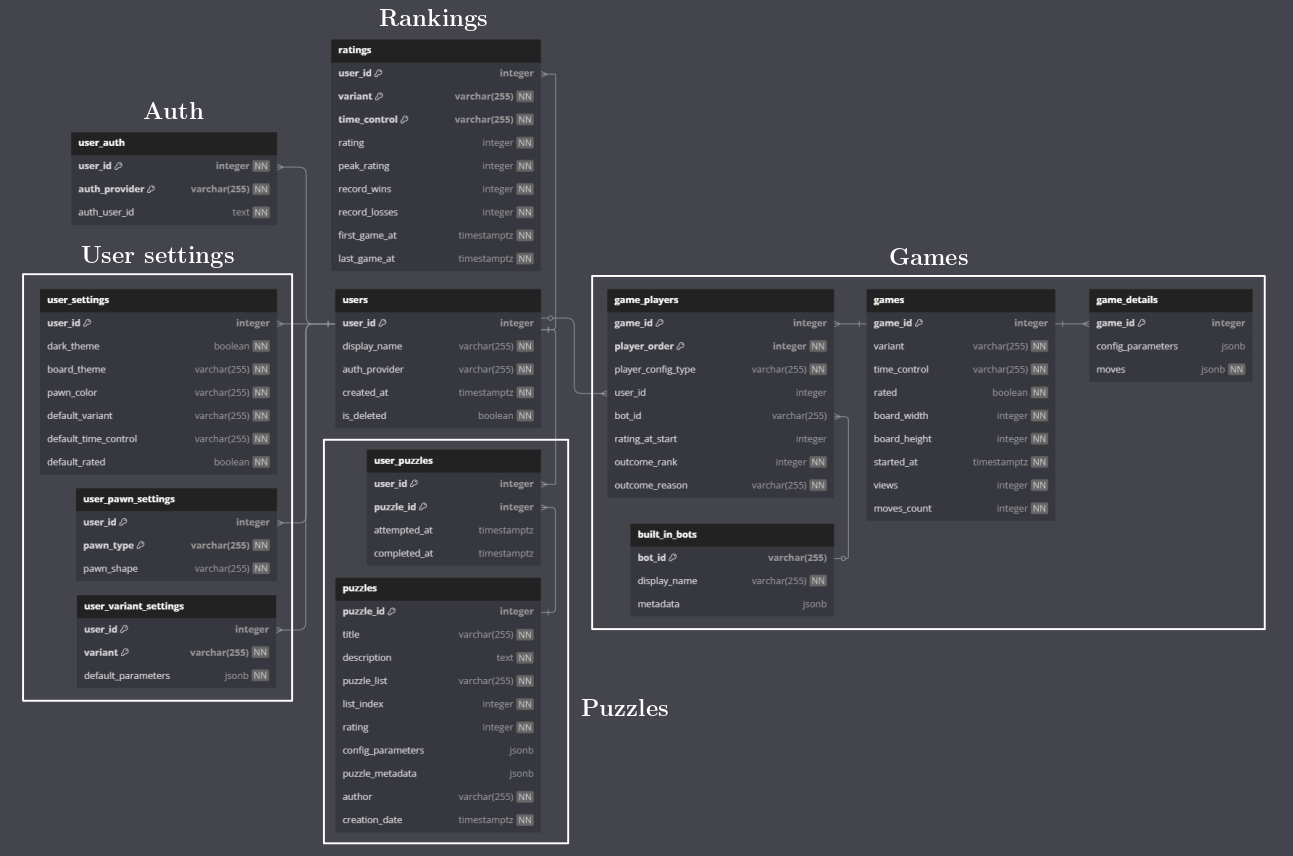 Rankings
ratings
user_id integer
variant varchar(255) NN
time_control varchar(255) NN
rating integer NN
peak_rating integer NN
record_wins integer NN
record_losses integer NN
first_game_at timestamptz NN
last_game_at timestamptz NN
Auth
user_auth
user_id integer NN
auth_provider varchar(255) NN
auth_user_id text NN
User settings
user_settings
user_id integer
dark_theme boolean NN
board_theme varchar(255) NN
pawn_color varchar(255) NN
default_variant varchar(255) NN
default_time_control varchar(255) NN
default_rated boolean NN
user_pawn_settings
user_id integer
pawn_type varchar(255) NN
pawn_shape varchar(255) NN
user_variant_settings
user_id integer
variant varchar(255) NN
default_parameters jsonb NN
users
user_id integer
display_name varchar(255) NN
auth_provider varchar(255) NN
created_at timestamptz NN
is_deleted boolean NN
user_puzzles
user_id integer
puzzle_id integer
attempted_at timestamptz
completed_at timestamptz
puzzles
puzzle_id integer
title varchar(255) NN
description text NN
puzzle_list varchar(255) NN
list_index integer NN
rating integer NN
config_parameters jsonb
puzzle_metadata jsonb
author varchar(255) NN
creation_date timestamptz NN
Puzzles
Games
game_players
game_id integer
player_order integer NN
player_config_type varchar(255) NN
user_id integer
bot_id varchar(255)
rating_at_start integer
outcome_rank integer NN
outcome_reason varchar(255) NN
built_in_bots
bot_id varchar(255)
display_name varchar(255) NN
metadata jsonb
games
game_id integer
variant varchar(255) NN
time_control varchar(255) NN
rated boolean NN
board_width integer NN
board_height integer NN
started_at timestamptz NN
views integer NN
moves_count integer NN
game_details
game_id integer
config_parameters jsonb
moves jsonb NN